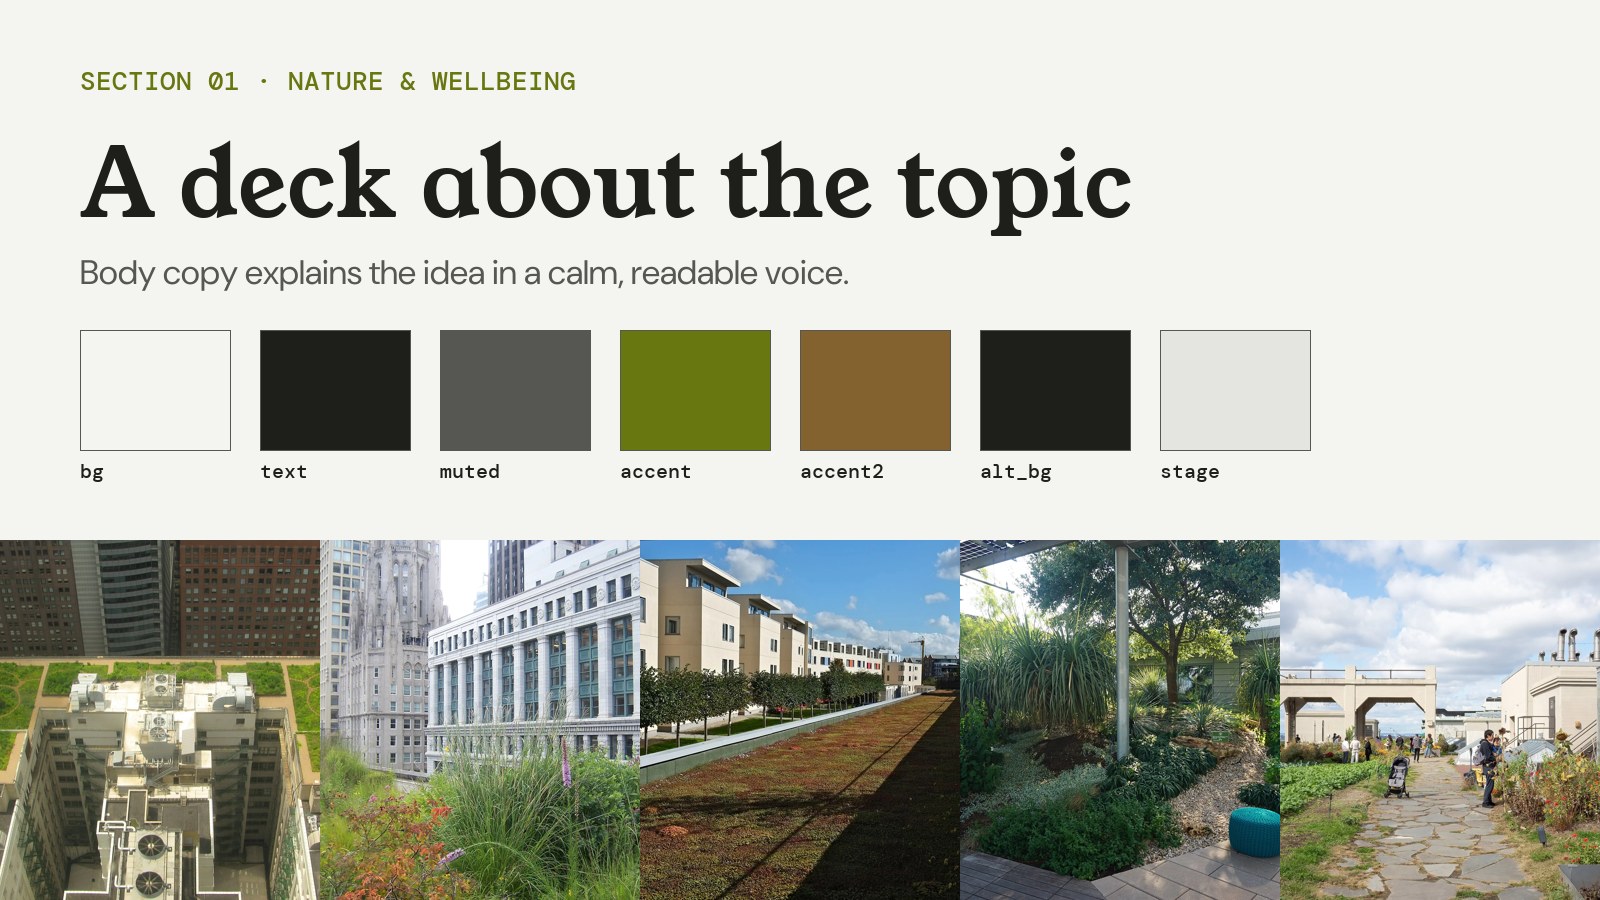 SECTION 01 · NATURE & WELLBEING
A deck about the topic
Body copy explains the idea in a calm, readable voice.
bg
text
muted
accent
accent2
alt_bg
stage